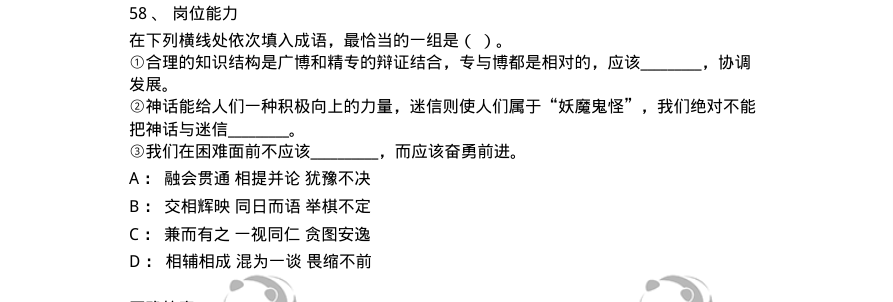 58 、 岗位能力
在下列横线处依次填入成语，最恰当的一组是（ ）。
①合理的知识结构是广博和精专的辩证结合，专与博都是相对的，应该________，协调
发展。
②神话能给人们一种积极向上的力量，迷信则使人们属于“妖魔鬼怪”，我们绝对不能
把神话与迷信________。
③我们在困难面前不应该_________，而应该奋勇前进。
A ： 融会贯通 相提并论 犹豫不决
B ： 交相辉映 同日而语 举棋不定
C ： 兼而有之 一视同仁 贪图安逸
D ： 相辅相成 混为一谈 畏缩不前